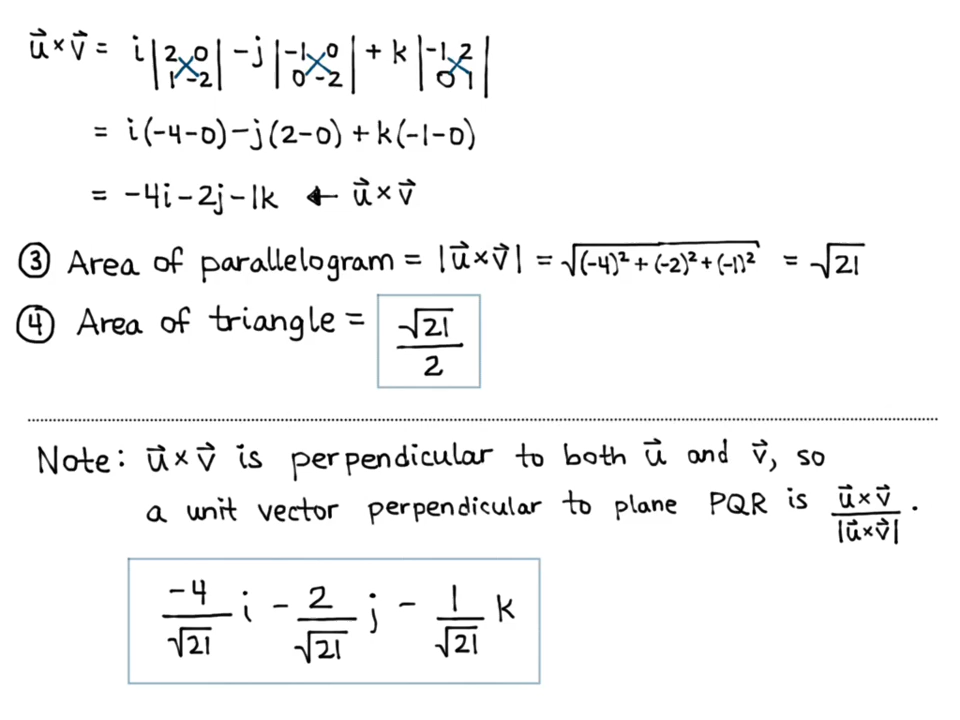 u⃗ × v⃗ = i |2 0; 1 -2| - j |-1 0; 0 -2| + k |-1 2; 0 1|
= i(-4-0) - j(2-0) + k(-1-0)
= -4i - 2j - 1k ← u⃗ × v⃗
③ Area of parallelogram = |u⃗ × v⃗| = √((-4)² + (-2)² + (-1)²) = √21
④ Area of triangle = √21/2
Note: u⃗ × v⃗ is perpendicular to both u⃗ and v⃗, so
a unit vector perpendicular to plane PQR is u⃗ × v⃗/|u⃗ × v⃗|.
-4/√21 i - 2/√21 j - 1/√21 k